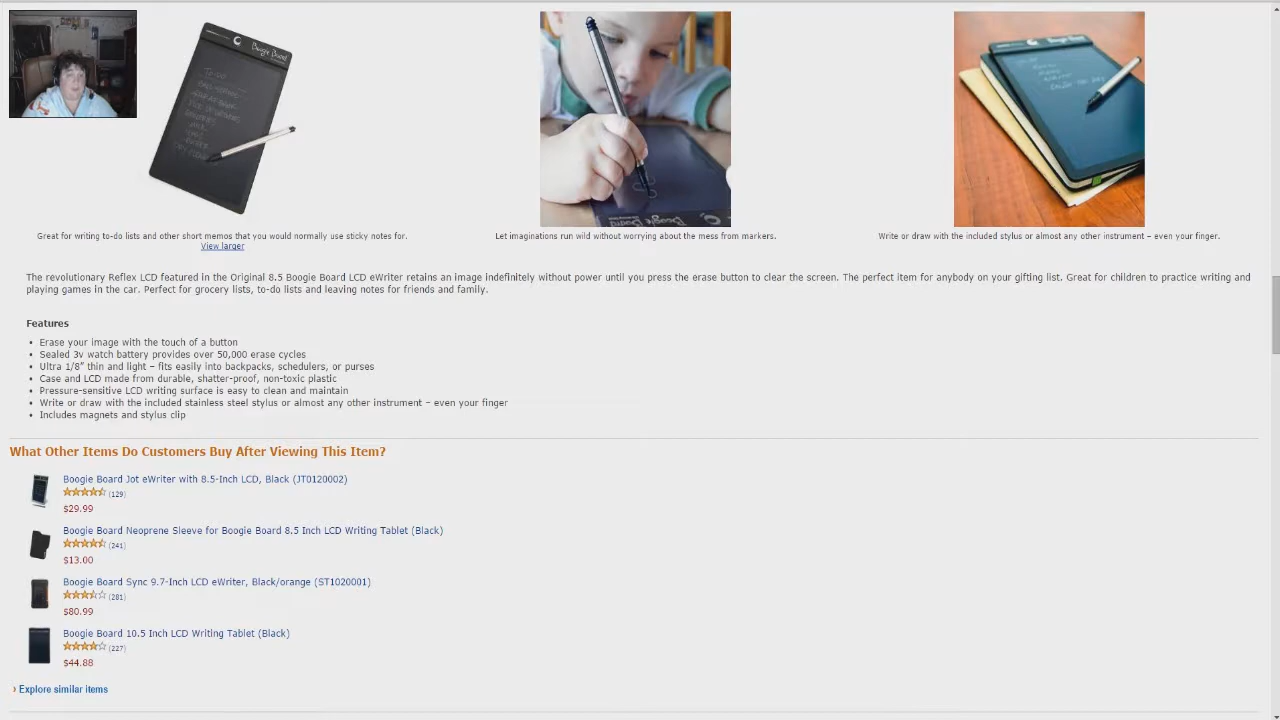 Boogie Board
Great for writing to-do lists and other short memos that you would normally use sticky notes for.
View larger
Boogie Board
Let imaginations run wild without worrying about the mess from markers.
Write or draw with the included stylus or almost any other instrument – even your finger.
The revolutionary Reflex LCD featured in the Original 8.5 Boogie Board LCD eWriter retains an image indefinitely without power until you press the erase button to clear the screen. The perfect item for anybody on your gifting list. Great for children to practice writing and
playing games in the car. Perfect for grocery lists, to-do lists and leaving notes for friends and family.
Features
• Erase your image with the touch of a button
• Sealed 3v watch battery provides over 50,000 erase cycles
• Ultra 1/8” thin and light – fits easily into backpacks, schedulers, or purses
• Case and LCD made from durable, shatter-proof, non-toxic plastic
• Pressure-sensitive LCD writing surface is easy to clean and maintain
• Write or draw with the included stainless steel stylus or almost any other instrument – even your finger
• Includes magnets and stylus clip
What Other Items Do Customers Buy After Viewing This Item?
Boogie Board Jot eWriter with 8.5-Inch LCD, Black (JT0120002)
(129)
$29.99
Boogie Board Neoprene Sleeve for Boogie Board 8.5 Inch LCD Writing Tablet (Black)
(241)
$13.00
Boogie Board Sync 9.7-Inch LCD eWriter, Black/orange (ST1020001)
(281)
$80.99
Boogie Board 10.5 Inch LCD Writing Tablet (Black)
(227)
$44.88
› Explore similar items